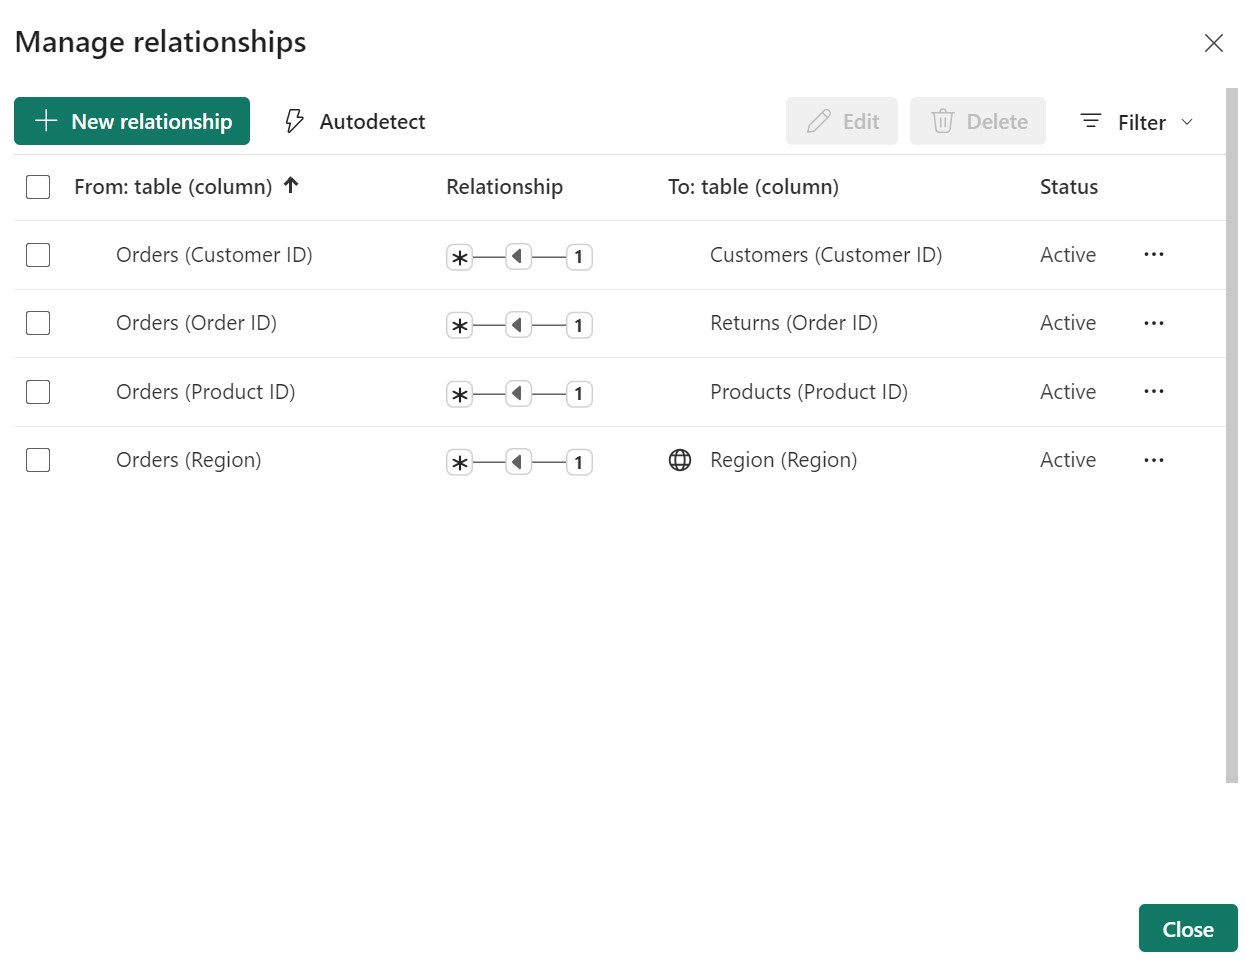 Manage relationships
New relationship Autodetect Edit Delete Filter
From: table (column) Relationship To: table (column) Status
Orders (Customer ID) * 1 Customers (Customer ID) Active ...
Orders (Order ID) * 1 Returns (Order ID) Active ...
Orders (Product ID) * 1 Products (Product ID) Active ...
Orders (Region) * 1 Region (Region) Active ...
Close